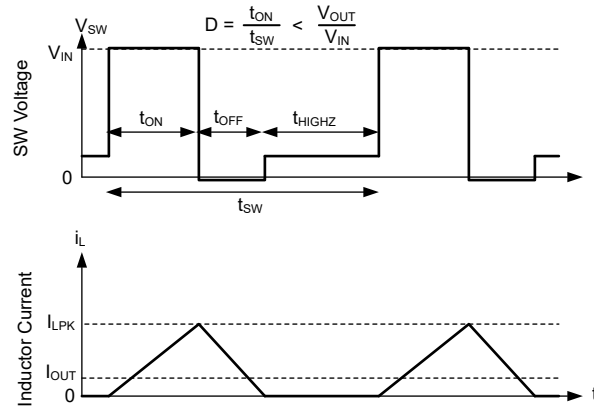 V_SW
D = t_ON / t_SW < V_OUT / V_IN
V_IN
SW Voltage
t_ON
t_OFF
t_HIGHZ
0
t_SW
i_L
Inductor Current
I_LPK
I_OUT
0
t